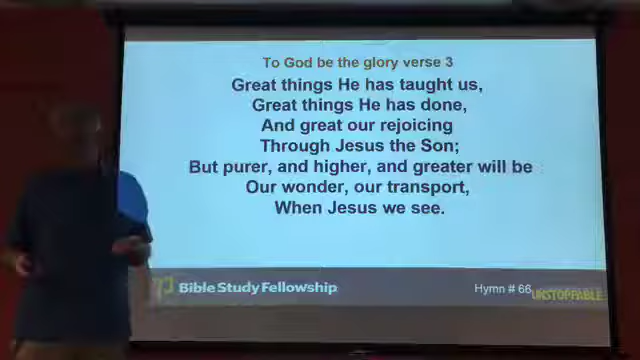 To God be the glory verse 3
Great things He has taught us,
Great things He has done,
And great our rejoicing
Through Jesus the Son;
But purer, and higher, and greater will be
Our wonder, our transport,
When Jesus we see.
Bible Study Fellowship
Hymn # 66
UNSTOPPABLE